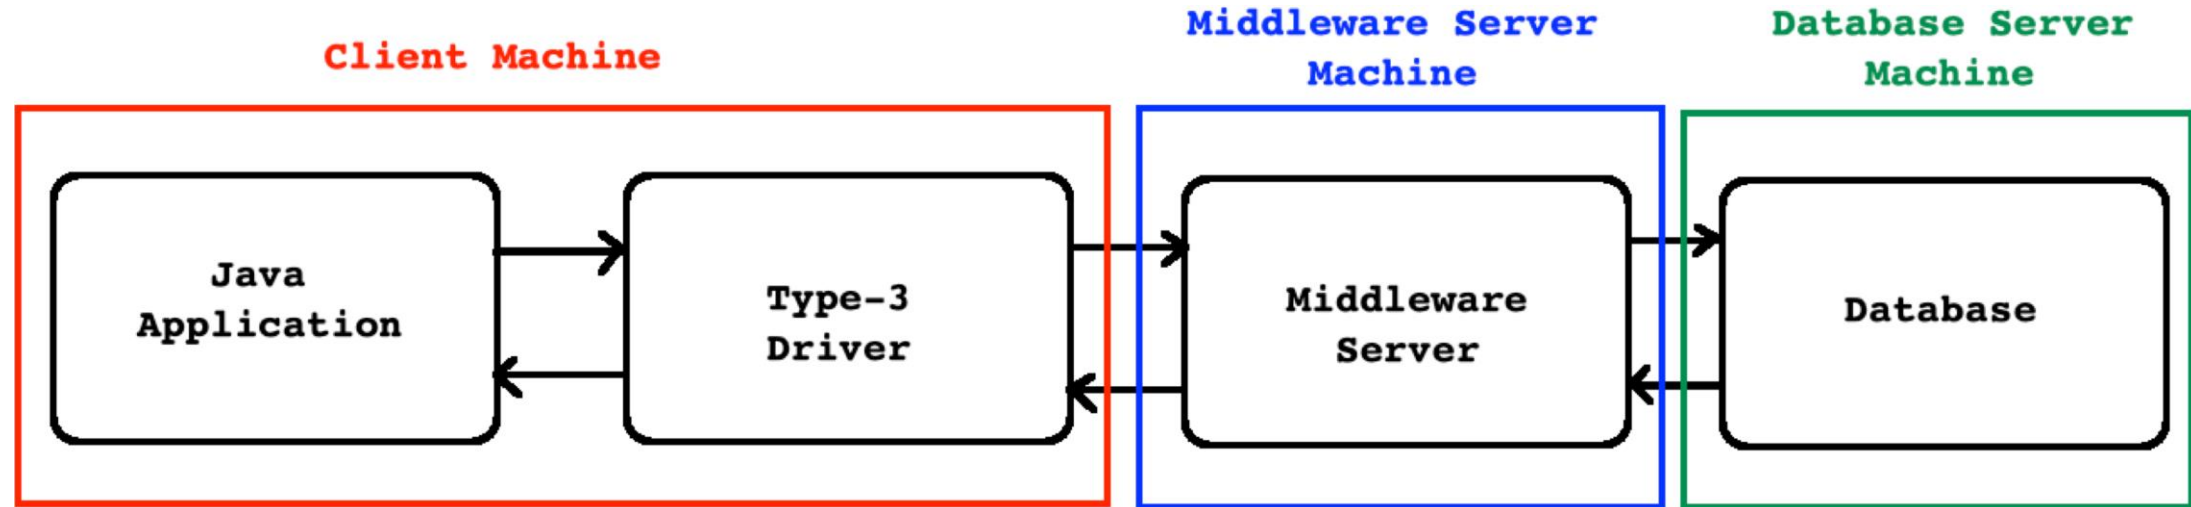 Client Machine
Middleware Server
Machine
Database Server
Machine
Java
Application
Type-3
Driver
Middleware
Server
Database